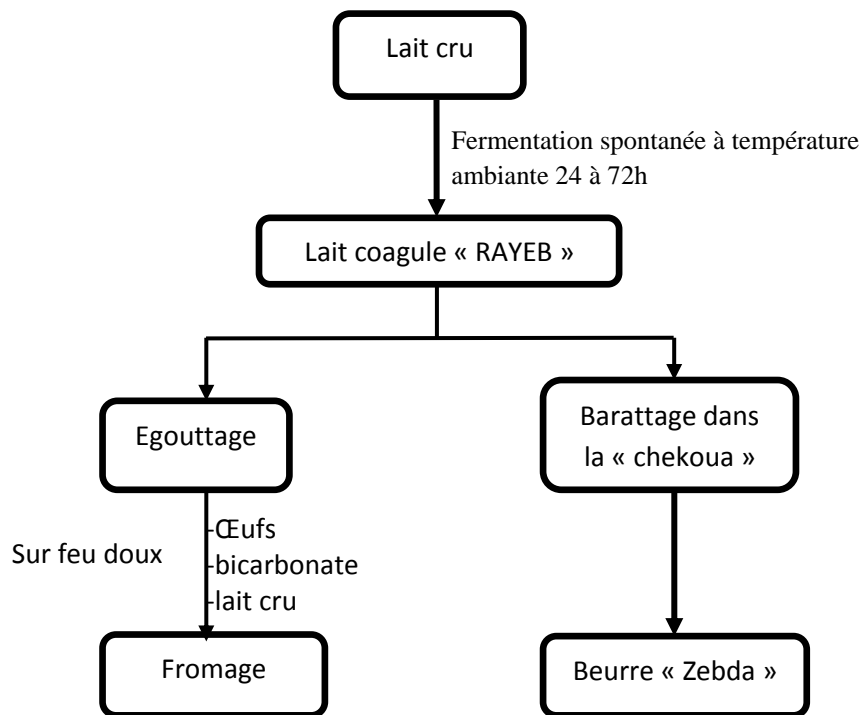 Lait cru
Fermentation spontanée à température
ambiante 24 à 72h
Lait coagule « RAYEB »
Egouttage
Barattage dans
la « chekoua »
Sur feu doux
-Œufs
-bicarbonate
-lait cru
Fromage
Beurre « Zebda »